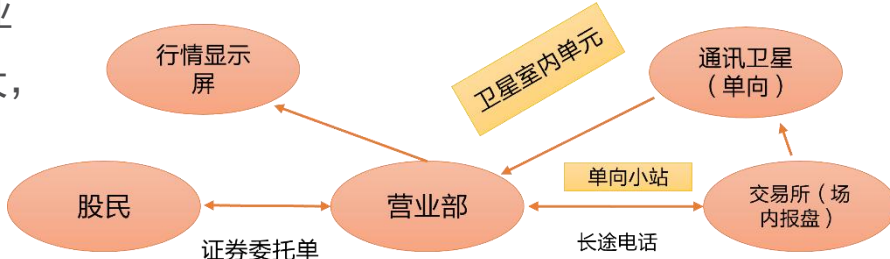 行情显示
屏
卫星室内单元
通讯卫星
（单向）
股民
营业部
单向小站
交易所（场
内报盘）
证券委托单
长途电话